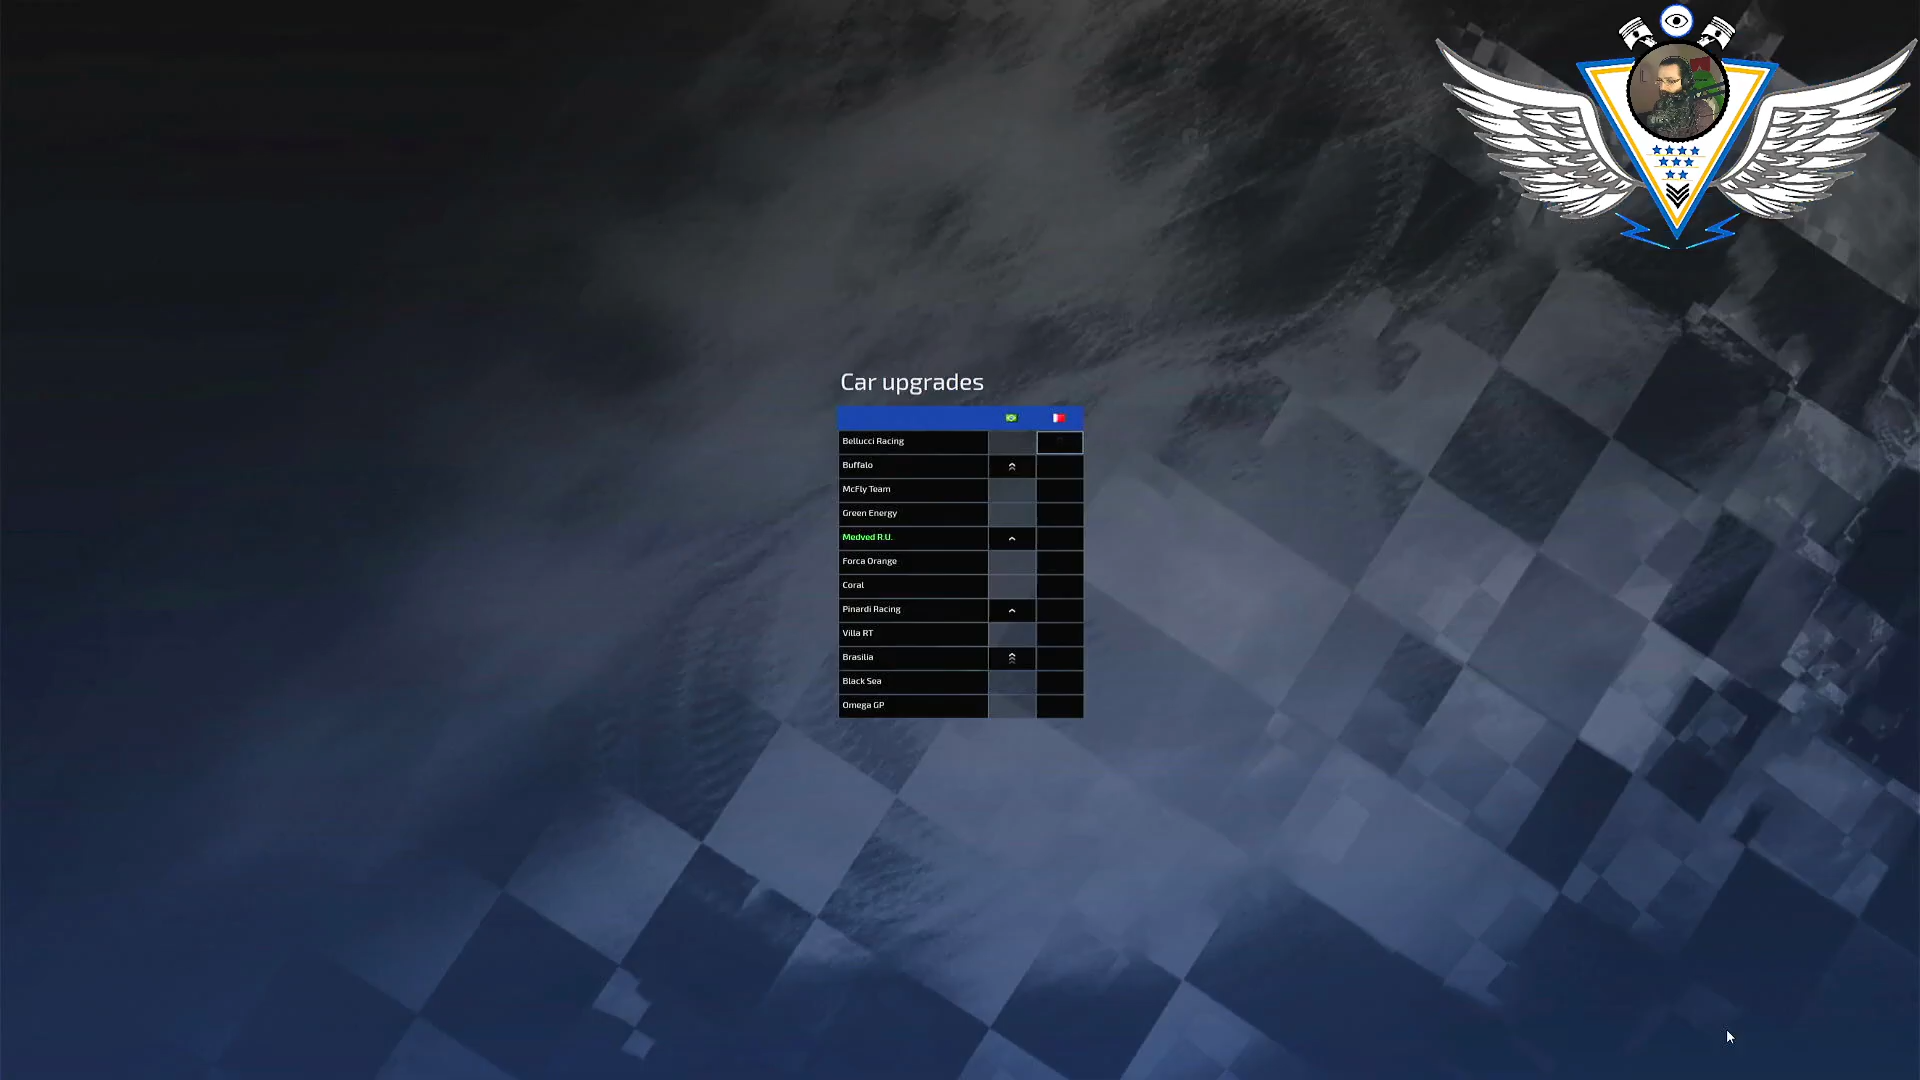 Car upgrades
Bellucci Racing
Buffalo
McFly Team
Green Energy
Medved R.U.
Forca Orange
Coral
Pinardi Racing
Villa RT
Brasilia
Black Sea
Omega GP